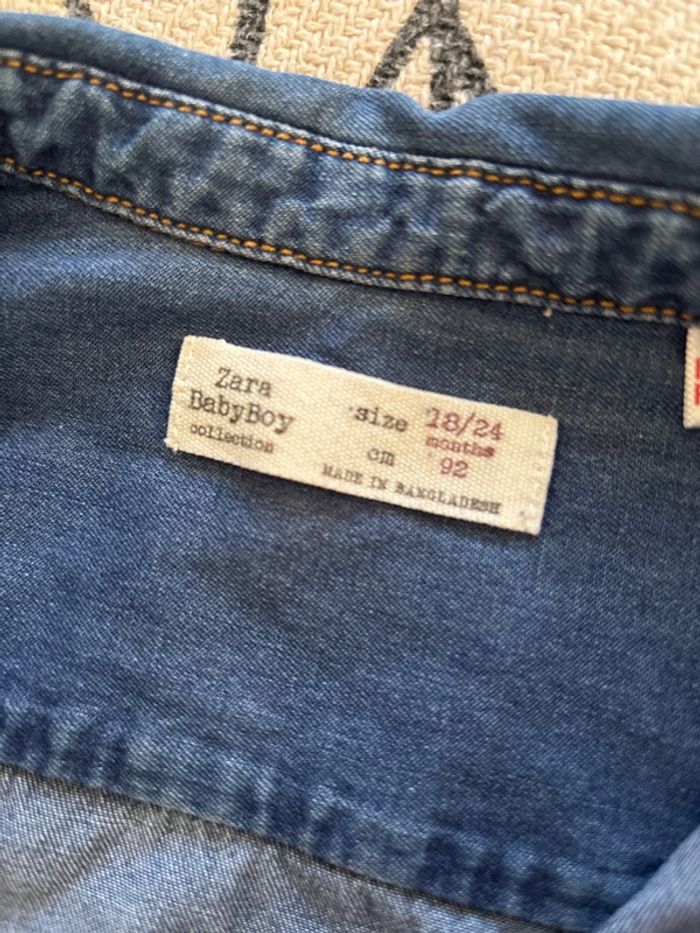 Zara
BabyBoy
collection
size 18/24
months
cm 92
MADE IN BANGLADESH